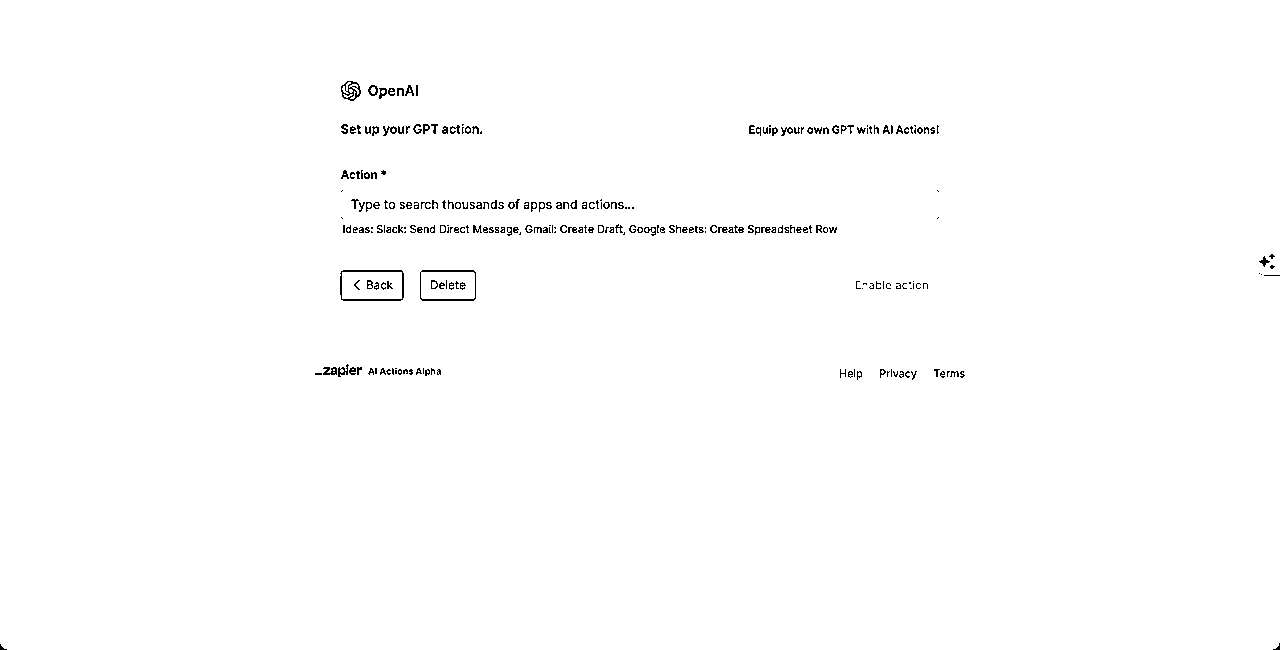 OpenAI
Set up your GPT action. Equip your own GPT with AI Actions!
Action *
Type to search thousands of apps and actions...
Ideas: Slack: Send Direct Message, Gmail: Create Draft, Google Sheets: Create Spreadsheet Row
Back Delete Enable action
_zapier AI Actions Alpha Help Privacy Terms